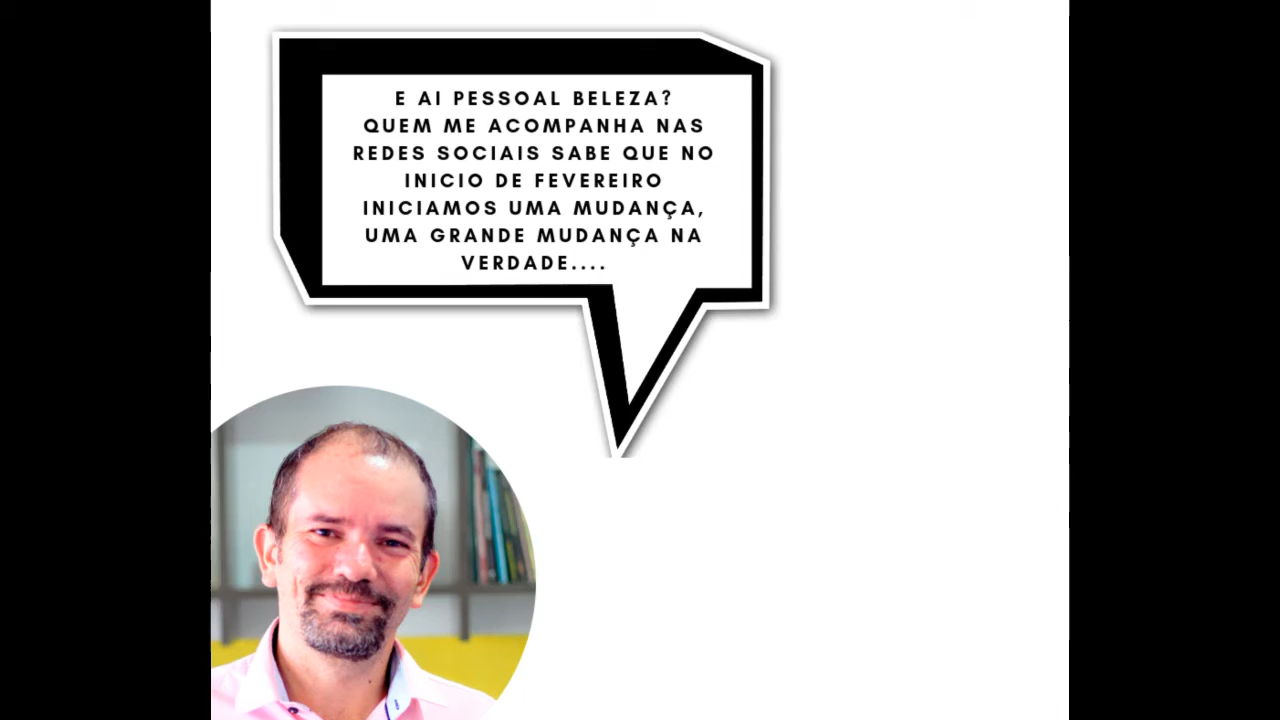 E AI PESSOAL BELEZA?
QUEM ME ACOMPANHA NAS
REDES SOCIAIS SABE QUE NO
INICIO DE FEVEREIRO
INICIAMOS UMA MUDANÇA,
UMA GRANDE MUDANÇA NA
VERDADE....